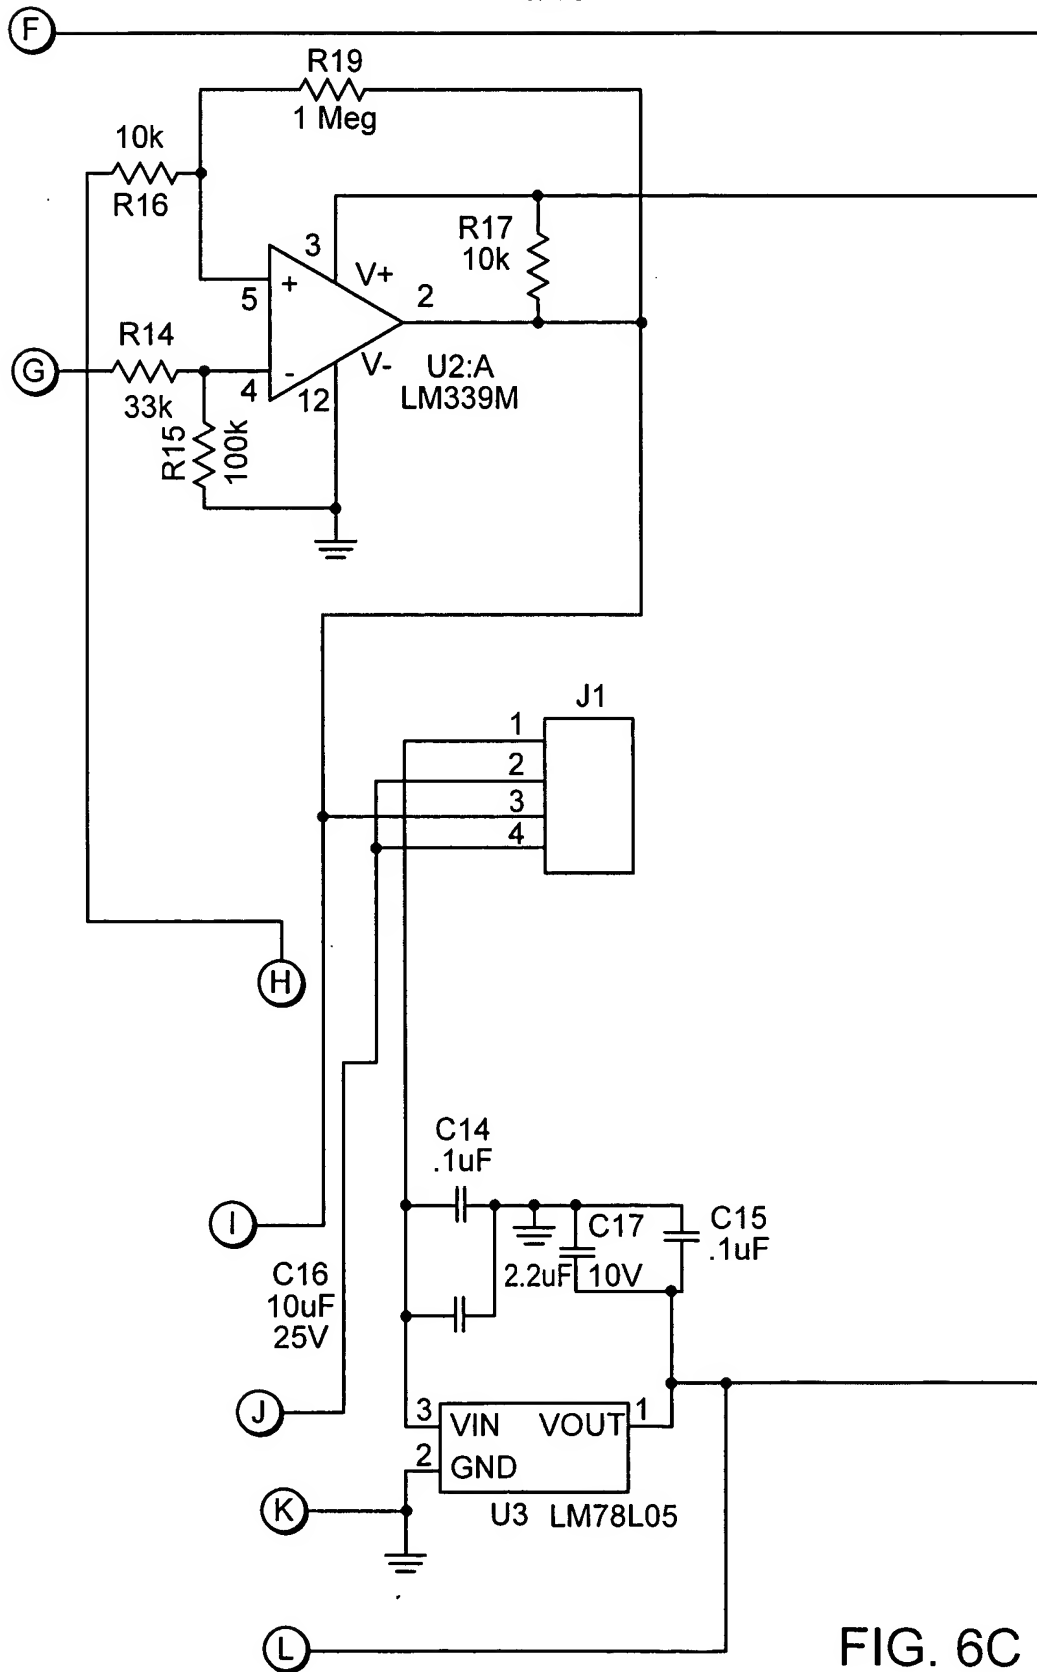 F
R19
1 Meg
10k
R16
R17
10k
3
V+
5
+
2
R14
G
33k
4
-
V-
12
U2:A
LM339M
R15
100k
J1
1
2
3
4
H
C14
.1uF
I
C17
2.2uF 10V
C15
.1uF
C16
10uF
25V
J
3
VIN VOUT
1
2
GND
K
U3 LM78L05
L
FIG. 6C